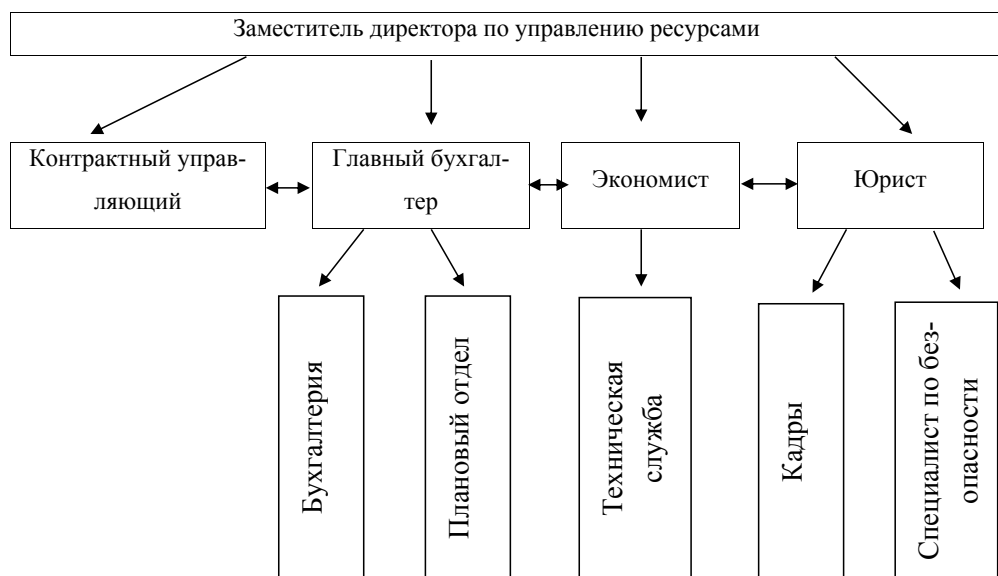 Заместитель директора по управлению ресурсами
Контрактный управ-
ляющий
Главный бухгал-
тер
Экономист
Юрист
Бухгалтерия
Плановый отдел
Техническая
служба
Кадры
Специалист по без-
опасности